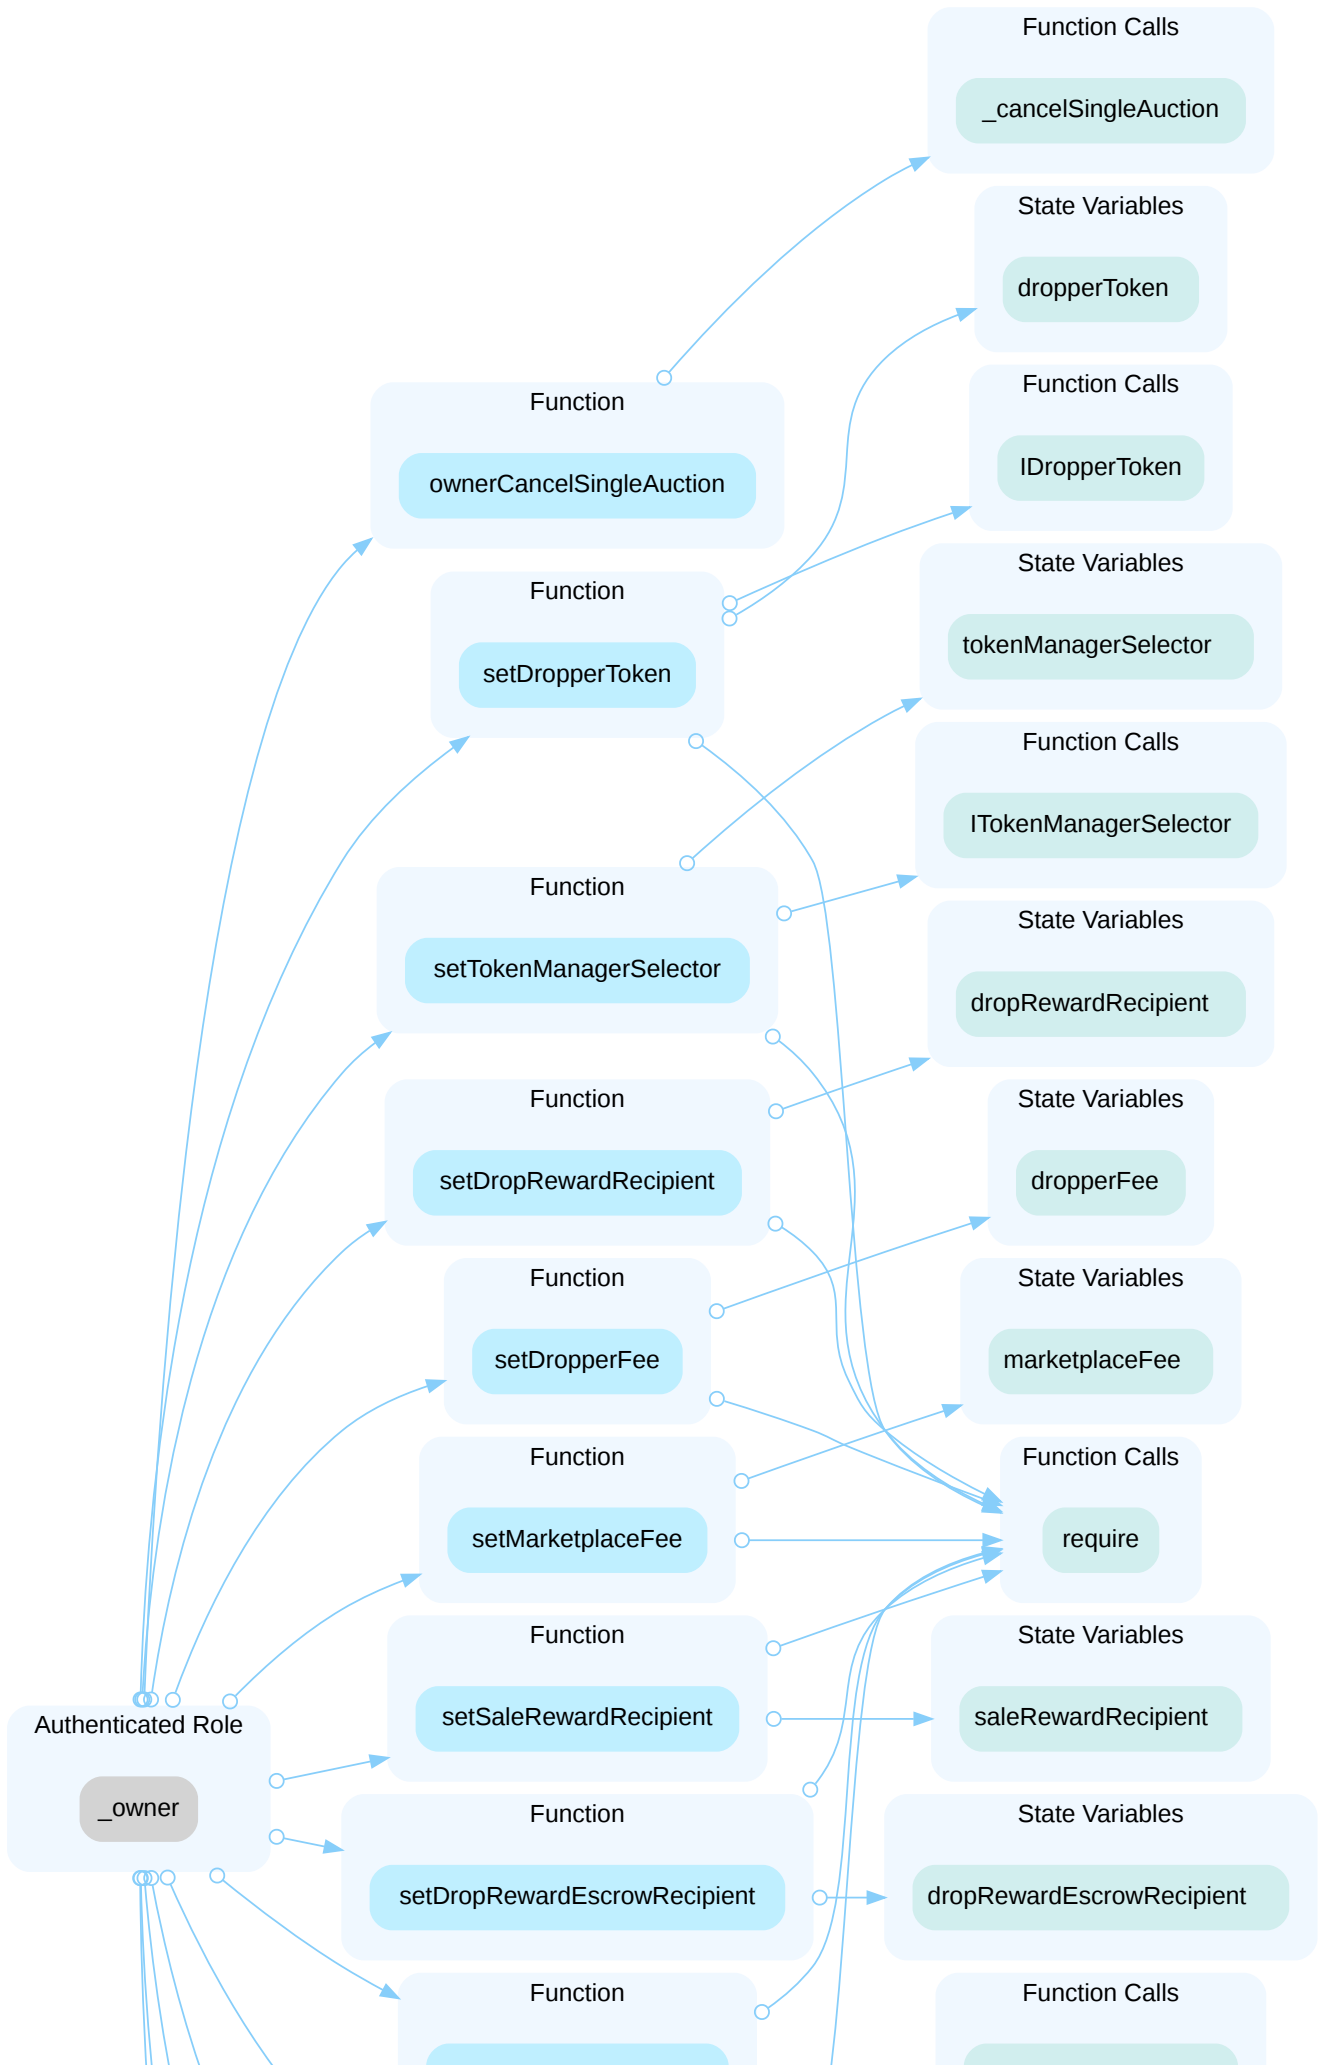 Function Calls
_cancelSingleAuction
State Variables
dropperToken
Function Calls
IDropperToken
State Variables
tokenManagerSelector
Function Calls
ITokenManagerSelector
State Variables
dropRewardRecipient
State Variables
dropperFee
State Variables
marketplaceFee
Function Calls
require
State Variables
saleRewardRecipient
State Variables
dropRewardEscrowRecipient
Function Calls
Function
ownerCancelSingleAuction
Function
setDropperToken
Function
setTokenManagerSelector
Function
setDropRewardRecipient
Function
setDropperFee
Function
setMarketplaceFee
Function
setSaleRewardRecipient
Function
setDropRewardEscrowRecipient
Function
Authenticated Role
_owner